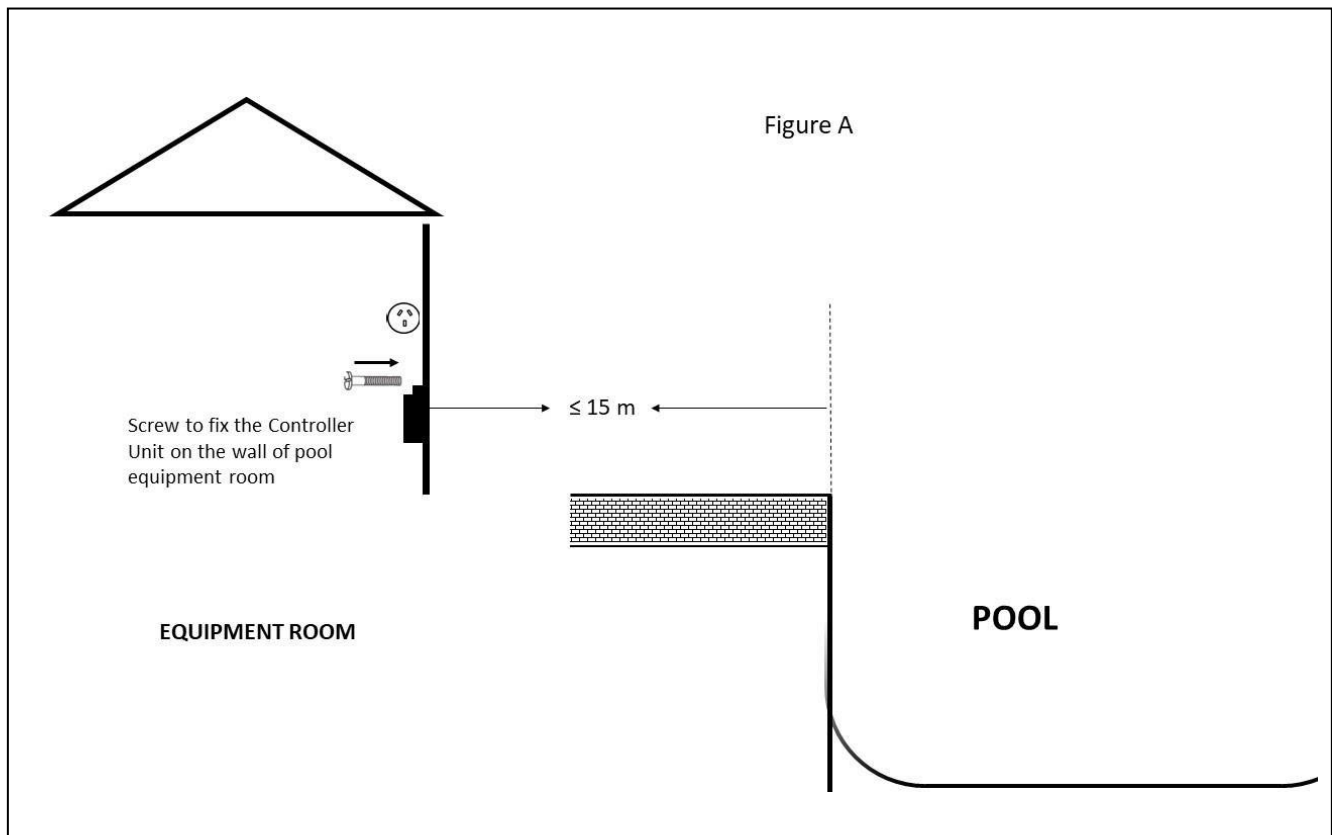 Figure A
≤ 15 m
Screw to fix the Controller
Unit on the wall of pool
equipment room
EQUIPMENT ROOM
POOL